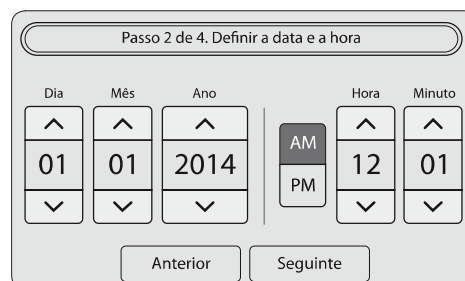 Passo 2 de 4. Definir a data e a hora
Dia Mês Ano Hora Minuto
AM
01 01 2014 12 01
PM
Anterior Seguinte